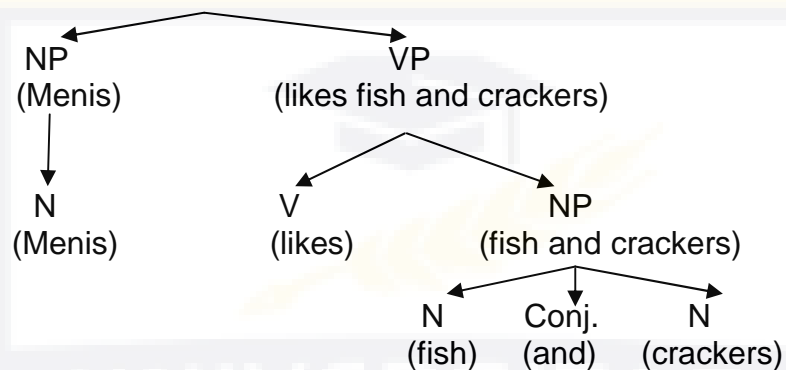 NP VP
(Menis) (likes fish and crackers)
N V NP
(Menis) (likes) (fish and crackers)
N Conj. N
(fish) (and) (crackers)